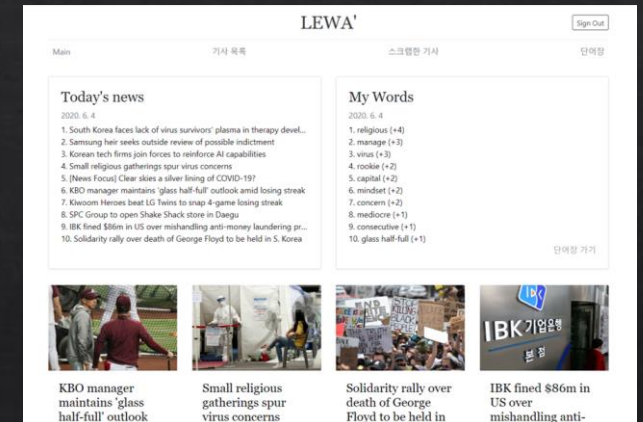 LEWA'
Sign Out
Main
기사 목록
스크랩한 기사
단어장
Today's news
2020. 6. 4
1. South Korea faces lack of virus survivors' plasma in therapy devel...
2. Samsung heir seeks outside review of possible indictment
3. Korean tech firms join forces to reinforce AI capabilities
4. Small religious gatherings spur virus concerns
5. [News Focus] Clear skies a silver lining of COVID-19?
6. KBO manager maintains 'glass half-full' outlook amid losing streak
7. Kiwoom Heroes beat LG Twins to snap 4-game losing streak
8. SPC Group to open Shake Shack store in Daegu
9. IBK fined $86m in US over mishandling anti-money laundering pr...
10. Solidarity rally over death of George Floyd to be held in S. Korea
My Words
2020. 6. 4
1. religious (+4)
2. manage (+3)
3. virus (+3)
4. rookie (+2)
5. capital (+2)
6. mindset (+2)
7. concern (+2)
8. mediocre (+1)
9. consecutive (+1)
10. glass half-full (+1)
단어장 가기
IBK 기업은행
본 점
KBO manager
maintains 'glass
half-full' outlook
Small religious
gatherings spur
virus concerns
Solidarity rally over
death of George
Floyd to be held in
IBK fined $86m in
US over
mishandling anti-